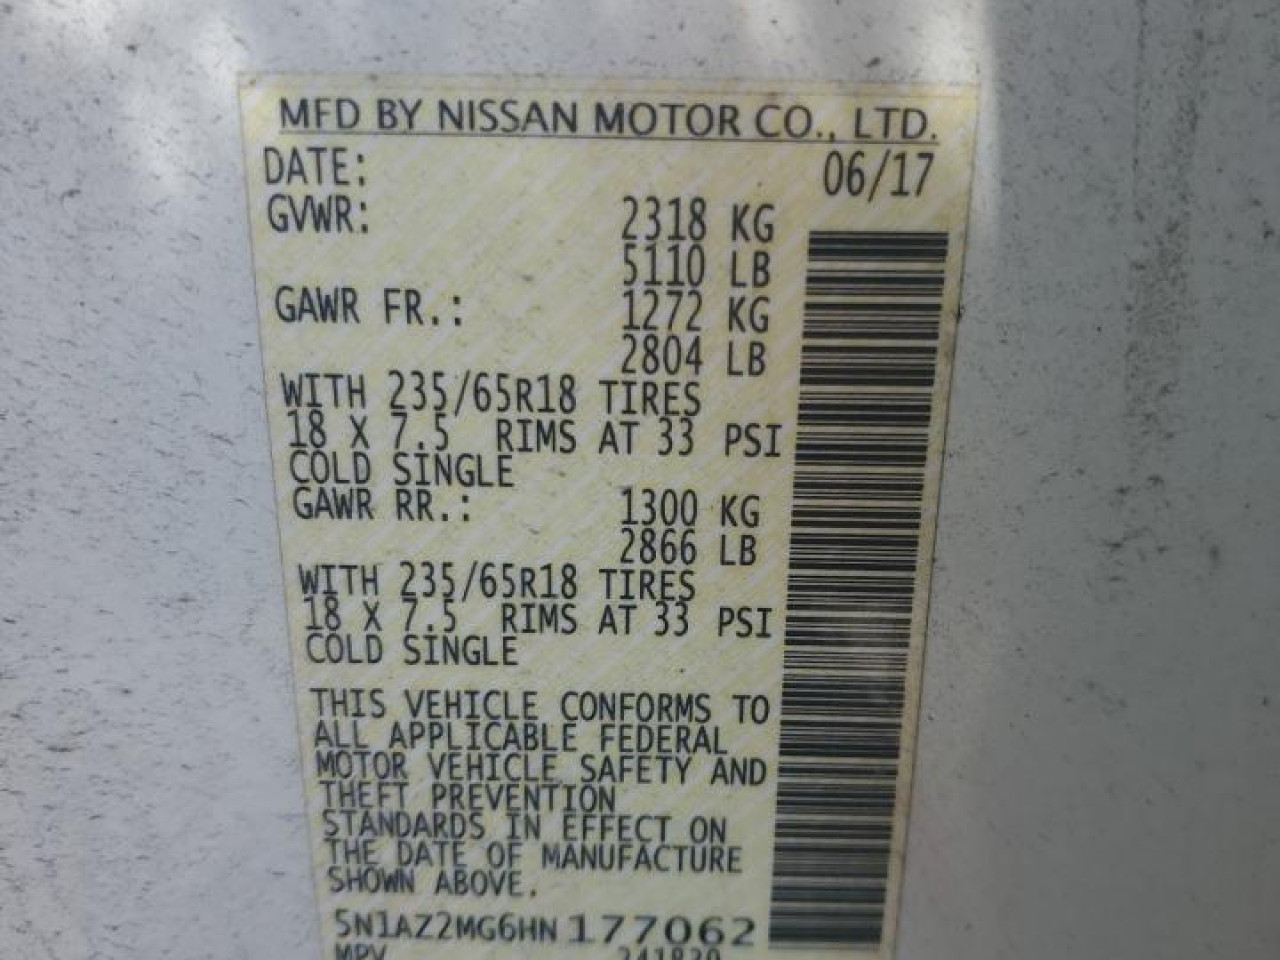 MFD BY NISSAN MOTOR CO., LTD.
DATE: 06/17
GVWR: 2318 KG
5110 LB
GAWR FR.: 1272 KG
2804 LB
WITH 235/65R18 TIRES
18 X 7.5 RIMS AT 33 PSI
COLD SINGLE
GAWR RR.: 1300 KG
2866 LB
WITH 235/65R18 TIRES
18 X 7.5 RIMS AT 33 PSI
COLD SINGLE
THIS VEHICLE CONFORMS TO
ALL APPLICABLE FEDERAL
MOTOR VEHICLE SAFETY AND
THEFT PREVENTION
STANDARDS IN EFFECT ON
THE DATE OF MANUFACTURE
SHOWN ABOVE.
5N1AZ2MG6HN177062
MPV